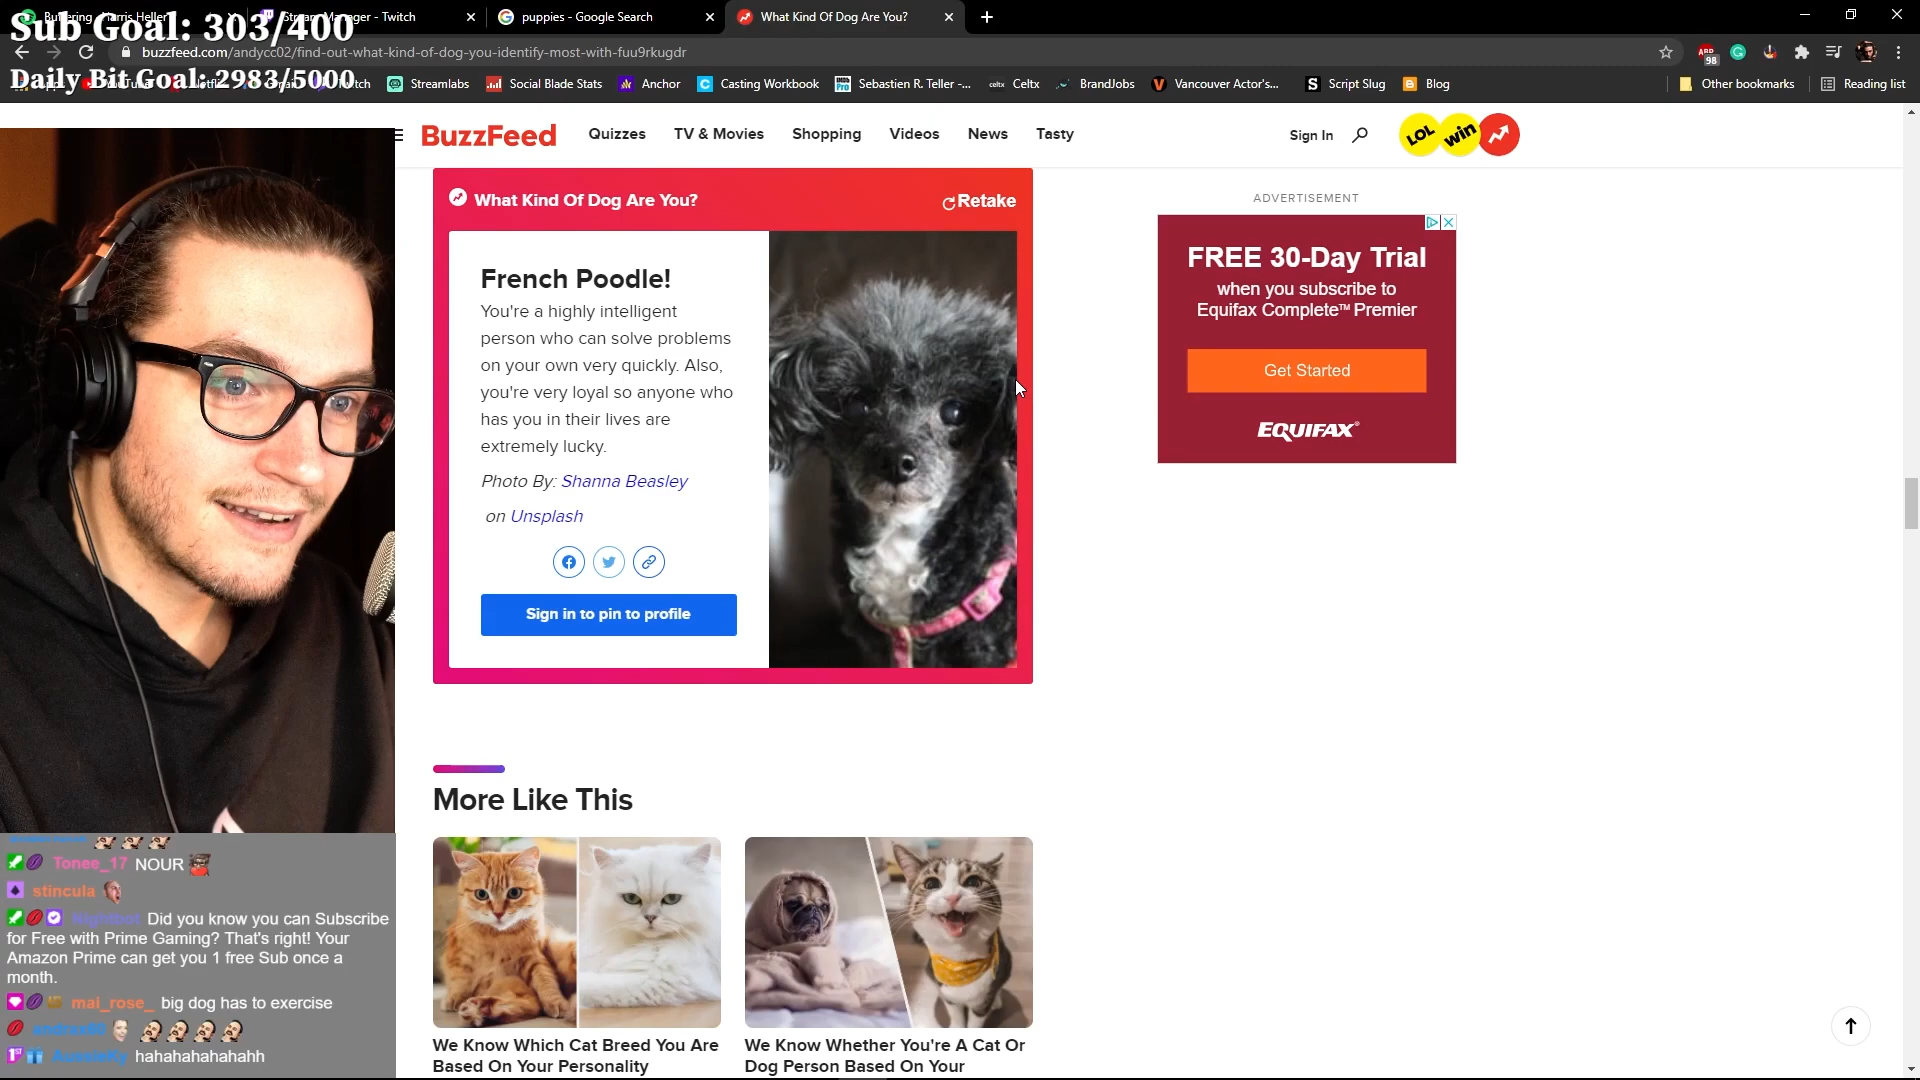 Sub Goal: 303/400
Daily Bit Goal: 2983/5000
Stream Manager - Twitch
puppies - Google Search
What Kind Of Dog Are You?
buzzfeed.com/andycc02/find-out-what-kind-of-dog-you-identify-most-with-fuu9rkugdr
98
Streamlabs
Social Blade Stats
Anchor
Casting Workbook
Sebastien R. Teller -...
celtx
Celtx
BrandJobs
Vancouver Actor's...
Script Slug
Blog
Other bookmarks
Reading list
BuzzFeed
Quizzes
TV & Movies
Shopping
Videos
News
Tasty
Sign In
LOL
win
What Kind Of Dog Are You?
Retake
French Poodle!
You're a highly intelligent
person who can solve problems
on your own very quickly. Also,
you're very loyal so anyone who
has you in their lives are
extremely lucky.
Photo By: Shanna Beasley
on Unsplash
Sign in to pin to profile
ADVERTISEMENT
FREE 30-Day Trial
when you subscribe to
Equifax Complete™ Premier
Get Started
EQUIFAX®
More Like This
We Know Which Cat Breed You Are
Based On Your Personality
We Know Whether You're A Cat Or
Dog Person Based On Your
Tonee_17 NOUR
stincula
Nightbot Did you know you can Subscribe
for Free with Prime Gaming? That's right! Your
Amazon Prime can get you 1 free Sub once a
month.
mai_rose_ big dog has to exercise
hahahahahahahh